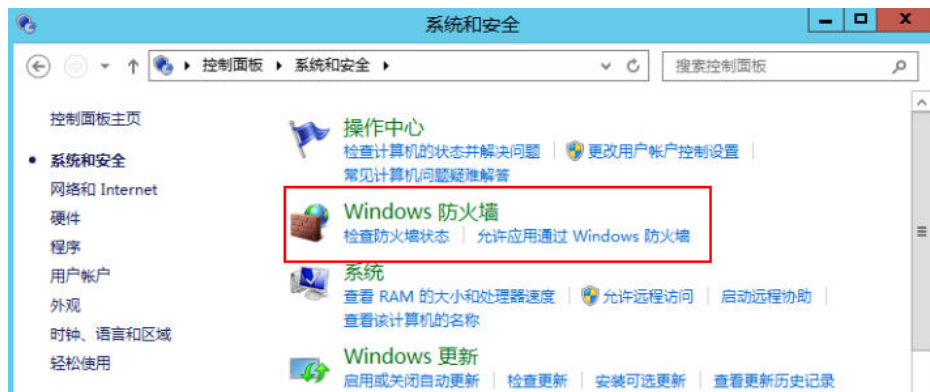 系统和安全
控制面板 系统和安全
搜索控制面板
控制面板主页
系统和安全
网络和 Internet
硬件
程序
用户帐户
外观
时钟、语言和区域
轻松使用
操作中心
检查计算机的状态并解决问题 更改用户帐户控制设置
常见计算机问题疑难解答
Windows 防火墙
检查防火墙状态 允许应用通过 Windows 防火墙
系统
查看 RAM 的大小和处理器速度 允许远程访问 启动远程协助
查看该计算机的名称
Windows 更新
启用或关闭自动更新 检查更新 安装可选更新 查看更新历史记录